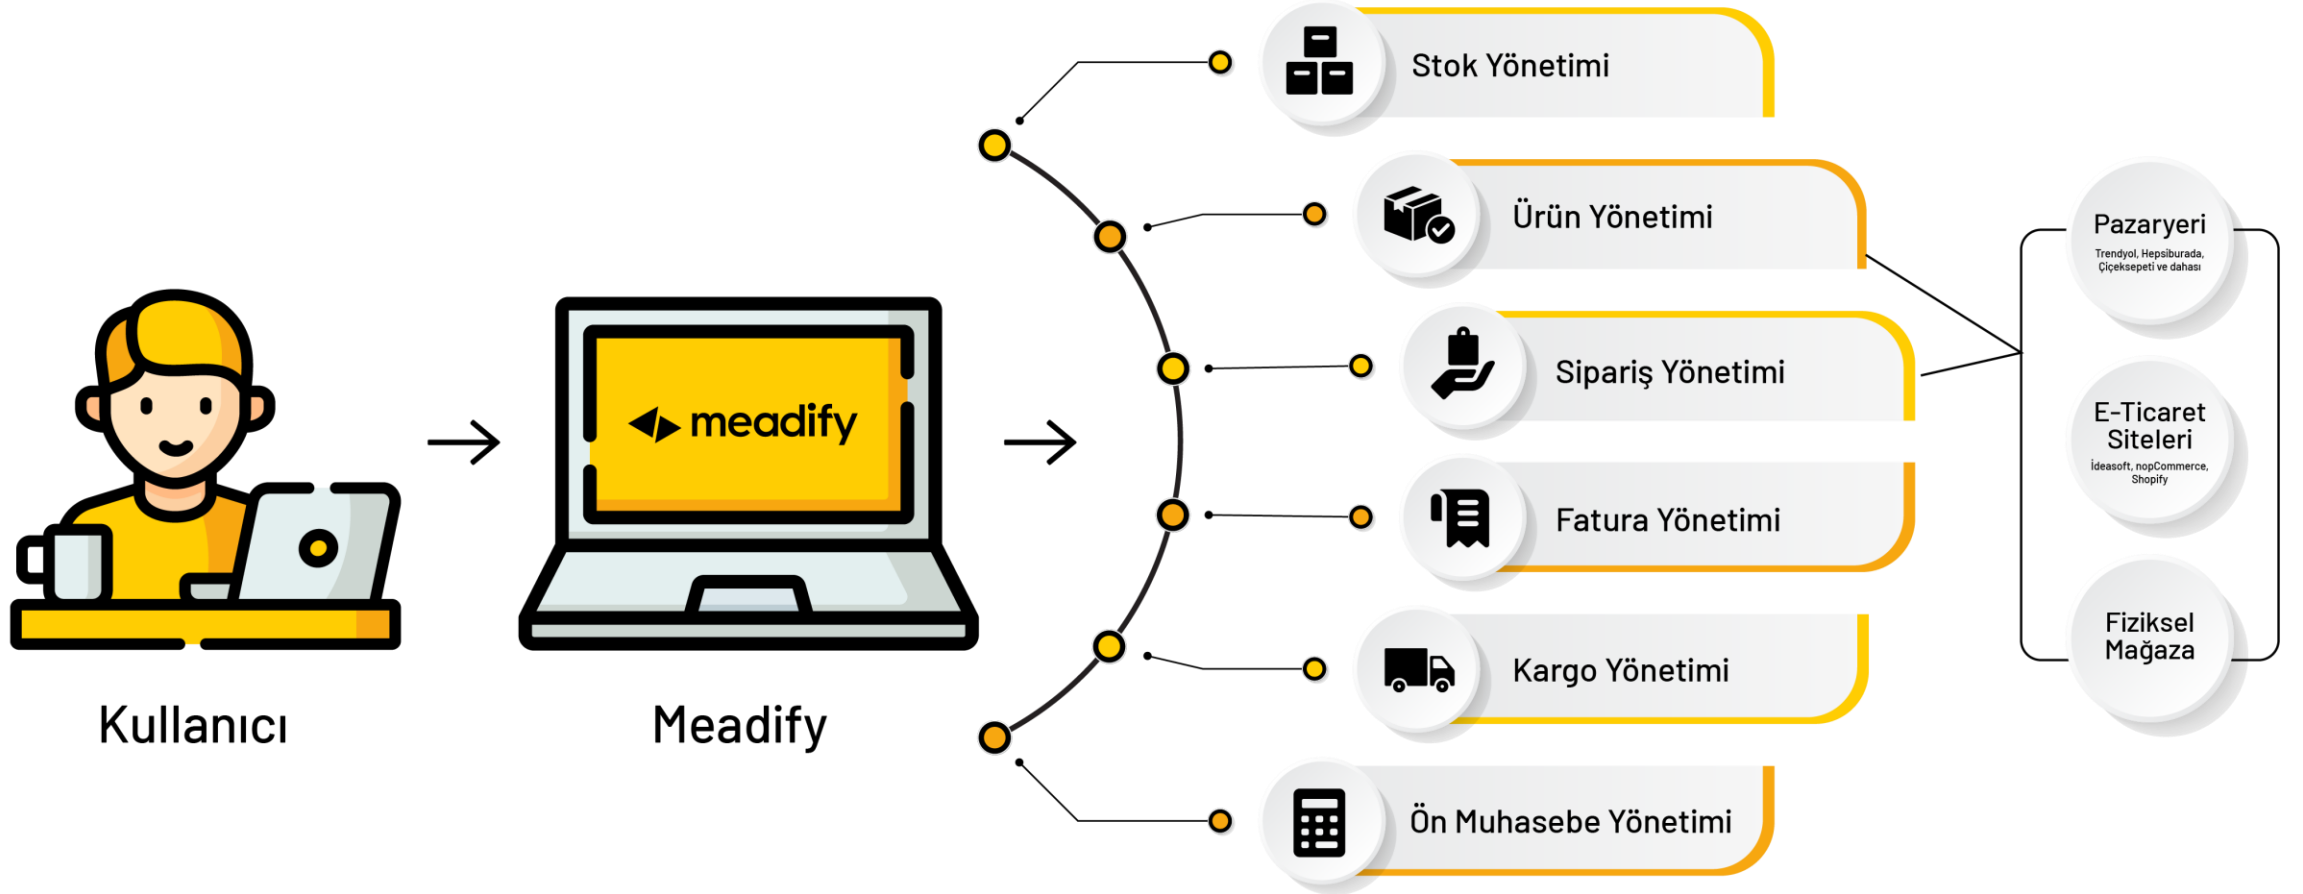 Kullanıcı
meadify
Meadify
Stok Yönetimi
Ürün Yönetimi
Sipariş Yönetimi
Fatura Yönetimi
Kargo Yönetimi
Ön Muhasebe Yönetimi
Pazaryeri
Trendyol, Hepsiburada,
Çiçeksepeti ve dahası
E-Ticaret
Siteleri
İdeasoft, nopCommerce,
Shopify
Fiziksel
Mağaza